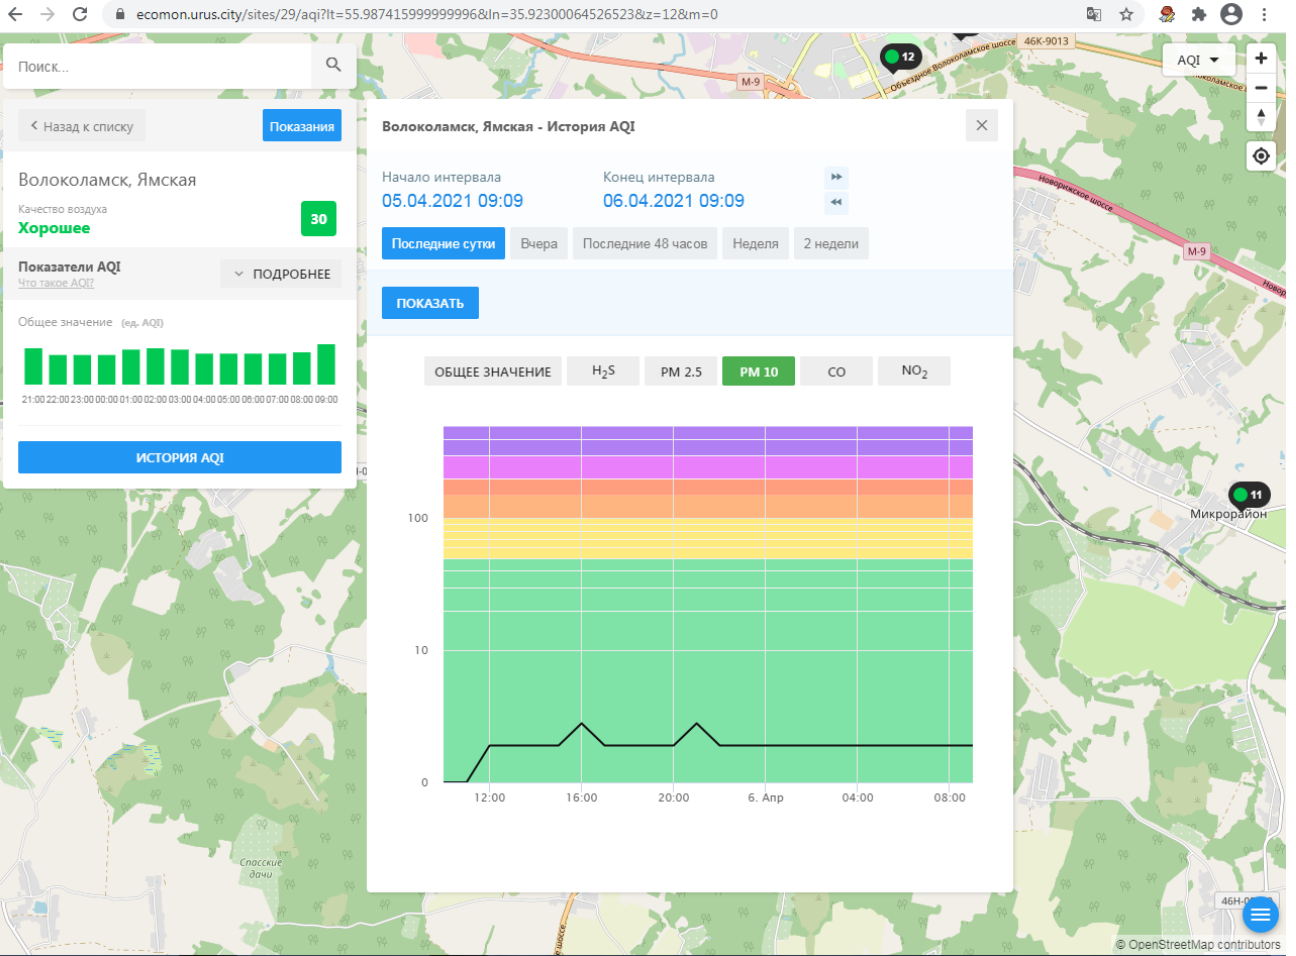 ecomon.urus.city/sites/29/aqi?lt=55.987415999999996&ln=35.92300064526523&z=12&m=0
46К-9013
Объездное Волоколамское шоссе
12
Поиск...
М-9
AQI
Назад к списку
Показания
Волоколамск, Ямская - История AQI
Волоколамск, Ямская
Качество воздуха
Хорошее
30
Начало интервала
Конец интервала
05.04.2021 09:09
06.04.2021 09:09
Новорижское шоссе
Последние сутки
Вчера
Последние 48 часов
Неделя
2 недели
М-9
Показатели AQI
Что такое AQI?
ПОДРОБНЕЕ
ПОКАЗАТЬ
Общее значение (ед. AQI)
ОБЩЕЕ ЗНАЧЕНИЕ
H2S
PM 2.5
PM 10
CO
NO2
21:00 22:00 23:00 00:00 01:00 02:00 03:00 04:00 05:00 06:00 07:00 08:00 09:00
ИСТОРИЯ AQI
11
Микрорайон
100
10
0
12:00
16:00
20:00
6. Апр
04:00
08:00
Спасские
дачи
© OpenStreetMap contributors